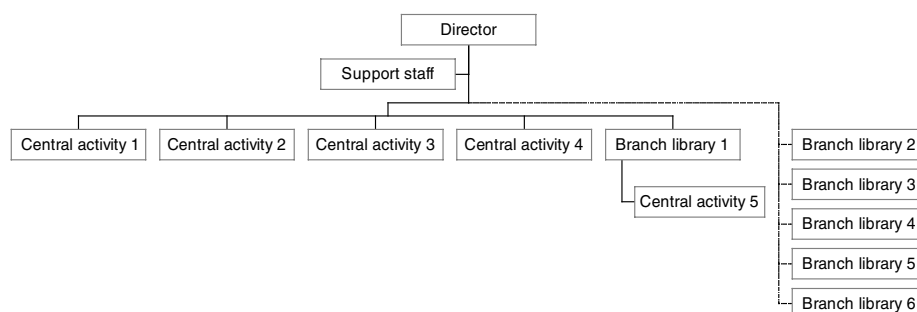 Director
Support staff
Central activity 1
Central activity 2
Central activity 3
Central activity 4
Branch library 1
Central activity 5
Branch library 2
Branch library 3
Branch library 4
Branch library 5
Branch library 6